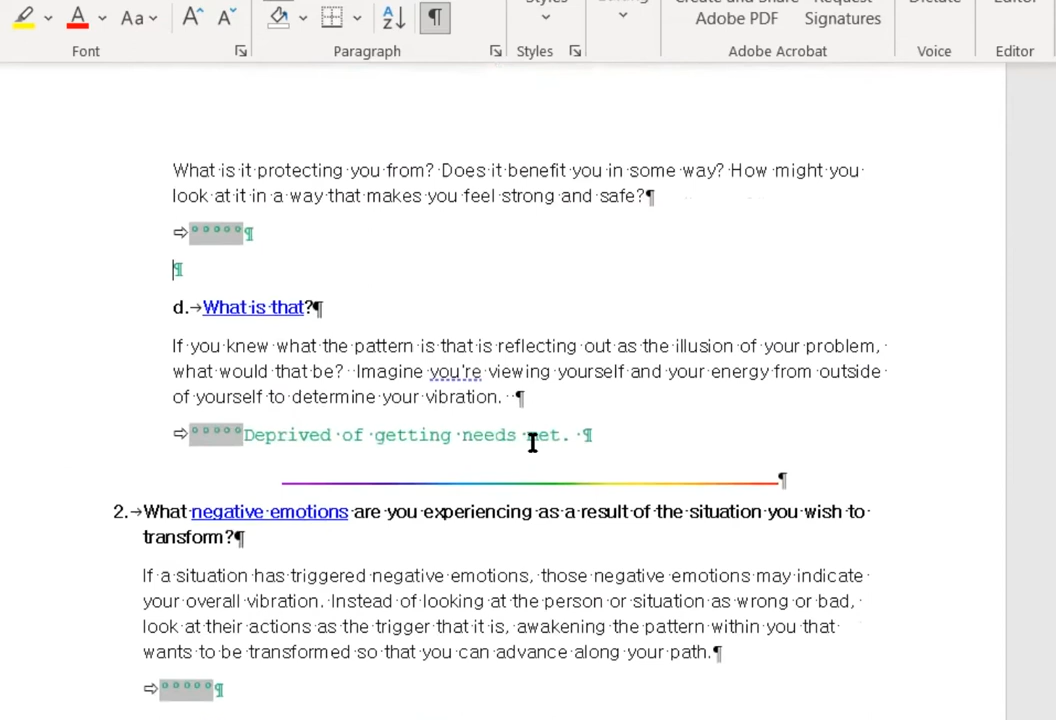 Styles
Create and Share
Request
Dictate
Editor
Aa
Adobe PDF
Signatures
Font
Paragraph
Styles
Adobe Acrobat
Voice
Editor
What is it protecting you from? Does it benefit you in some way? How might you
look at it in a way that makes you feel strong and safe?¶
⇨°°°°°¶
¶
d.→What is that?¶
If you knew what the pattern is that is reflecting out as the illusion of your problem,
what would that be?  Imagine you're viewing yourself and your energy from outside
of yourself to determine your vibration.  ¶
⇨°°°°°Deprived of getting needs met. ¶
¶
2.→What negative emotions are you experiencing as a result of the situation you wish to
transform?¶
If a situation has triggered negative emotions, those negative emotions may indicate
your overall vibration. Instead of looking at the person or situation as wrong or bad,
look at their actions as the trigger that it is, awakening the pattern within you that
wants to be transformed so that you can advance along your path.¶
⇨°°°°°¶